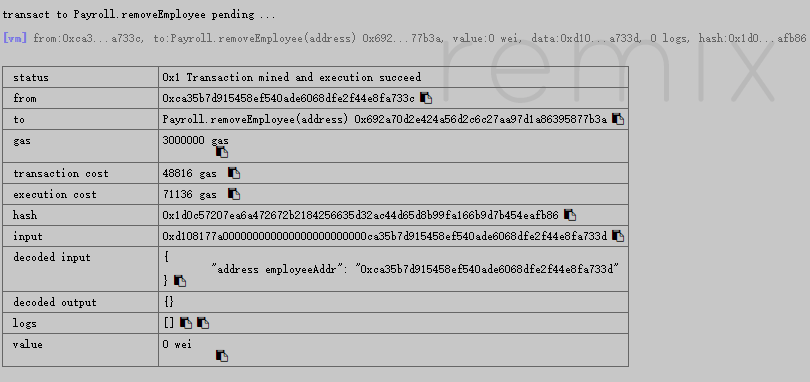 transact to Payroll.removeEmployee pending ...
[vm] from:0xca3...a733c, to:Payroll.removeEmployee(address) 0x692...77b3a, value:0 wei, data:0xd10...a733d, 0 logs, hash:0x1d0...afb86
remix
status 0x1 Transaction mined and execution succeed
from 0xca35b7d915458ef540ade6068dfe2f44e8fa733c
to Payroll.removeEmployee(address) 0x692a70d2e424a56d2c6c27aa97d1a86395877b3a
gas 3000000 gas
transaction cost 48816 gas
execution cost 71136 gas
hash 0x1d0c57207ea6a472672b2184256635d32ac44d65d8b99fa166b9d7b454eafb86
input 0xd108177a000000000000000000000000ca35b7d915458ef540ade6068dfe2f44e8fa733d
decoded input {
"address employeeAddr": "0xca35b7d915458ef540ade6068dfe2f44e8fa733d"
}
decoded output {}
logs []
value 0 wei